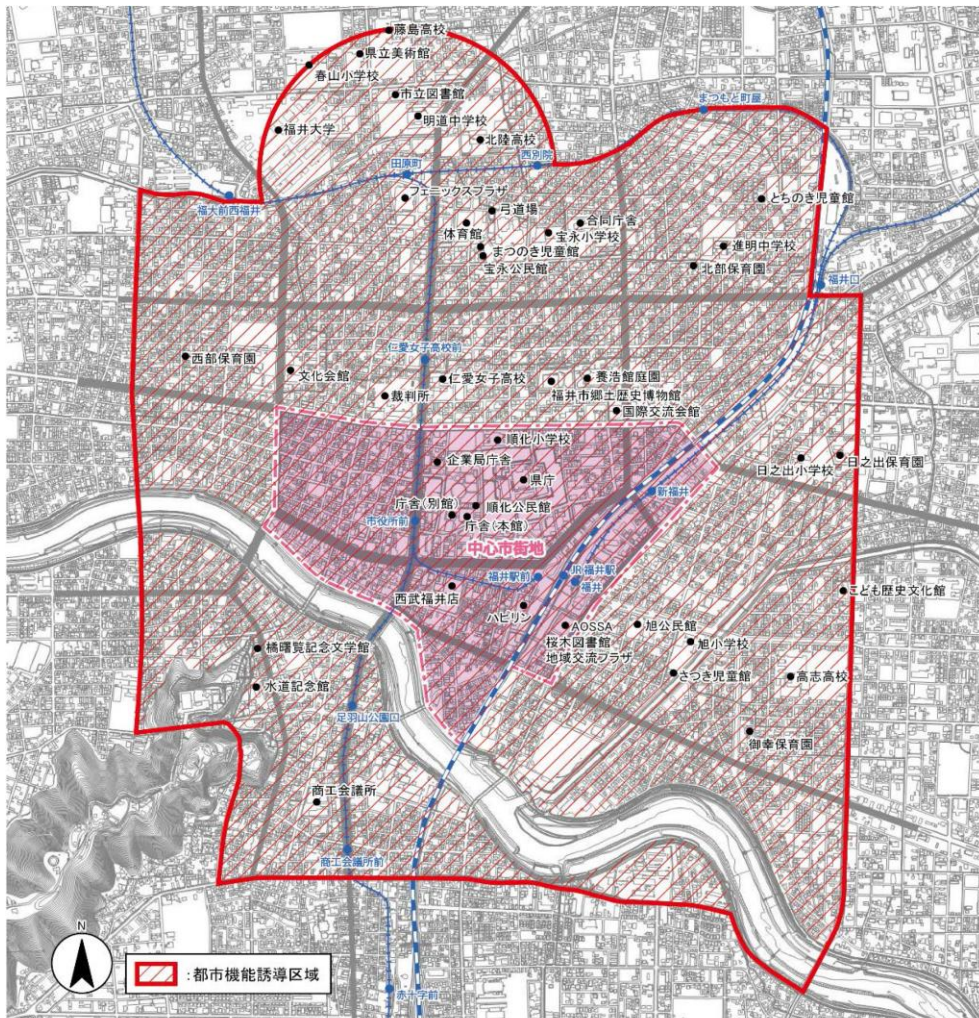 藤島高校
県立美術館
春山小学校
市立図書館
まつもと町屋
明道中学校
福井大学
北陸高校
西別院
田原町
福大前西福井
フェニックスプラザ
とちのき児童館
弓道場
合同庁舎
体育館
宝永小学校
まつのき児童館
宝永公民館
進明中学校
北部保育園
福井口
西部保育園
仁愛女子高校前
文化会館
仁愛女子高校
養浩館庭園
裁判所
福井市郷土歴史博物館
国際交流会館
順化小学校
企業局庁舎
日之出小学校
日之出保育園
県庁
新福井
庁舎(別館)
順化公民館
市役所前
庁舎(本館)
中心市街地
福井駅前
JR福井駅
福井
西武福井店
こども歴史文化館
ハピリン
AOSSA
桜木図書館
地域交流プラザ
旭公民館
旭小学校
橘曙覧記念文学館
さつき児童館
高志高校
水道記念館
足羽山公園口
御幸保育園
商工会議所
商工会議所前
N
:都市機能誘導区域
赤十字前